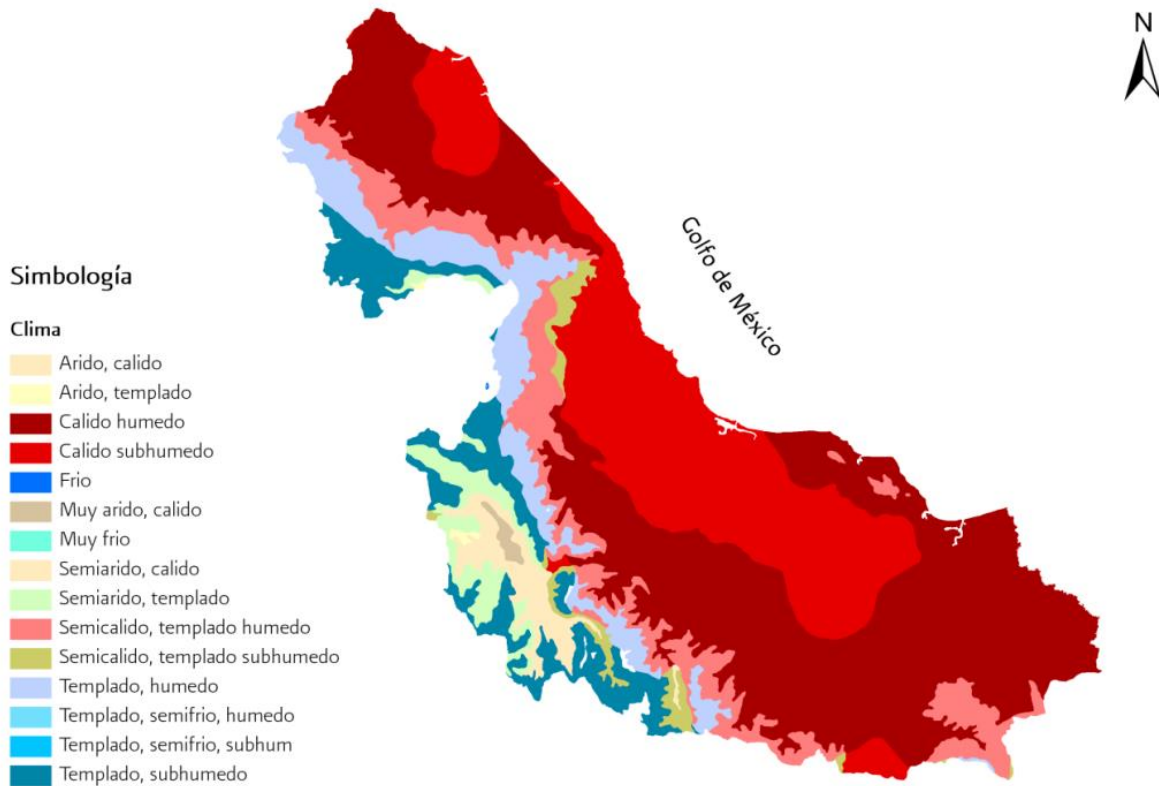 N
Golfo de México
Simbología
Clima
Arido, calido
Arido, templado
Calido humedo
Calido subhumedo
Frio
Muy arido, calido
Muy frio
Semiarido, calido
Semiarido, templado
Semicalido, templado humedo
Semicalido, templado subhumedo
Templado, humedo
Templado, semifrio, humedo
Templado, semifrio, subhum
Templado, subhumedo